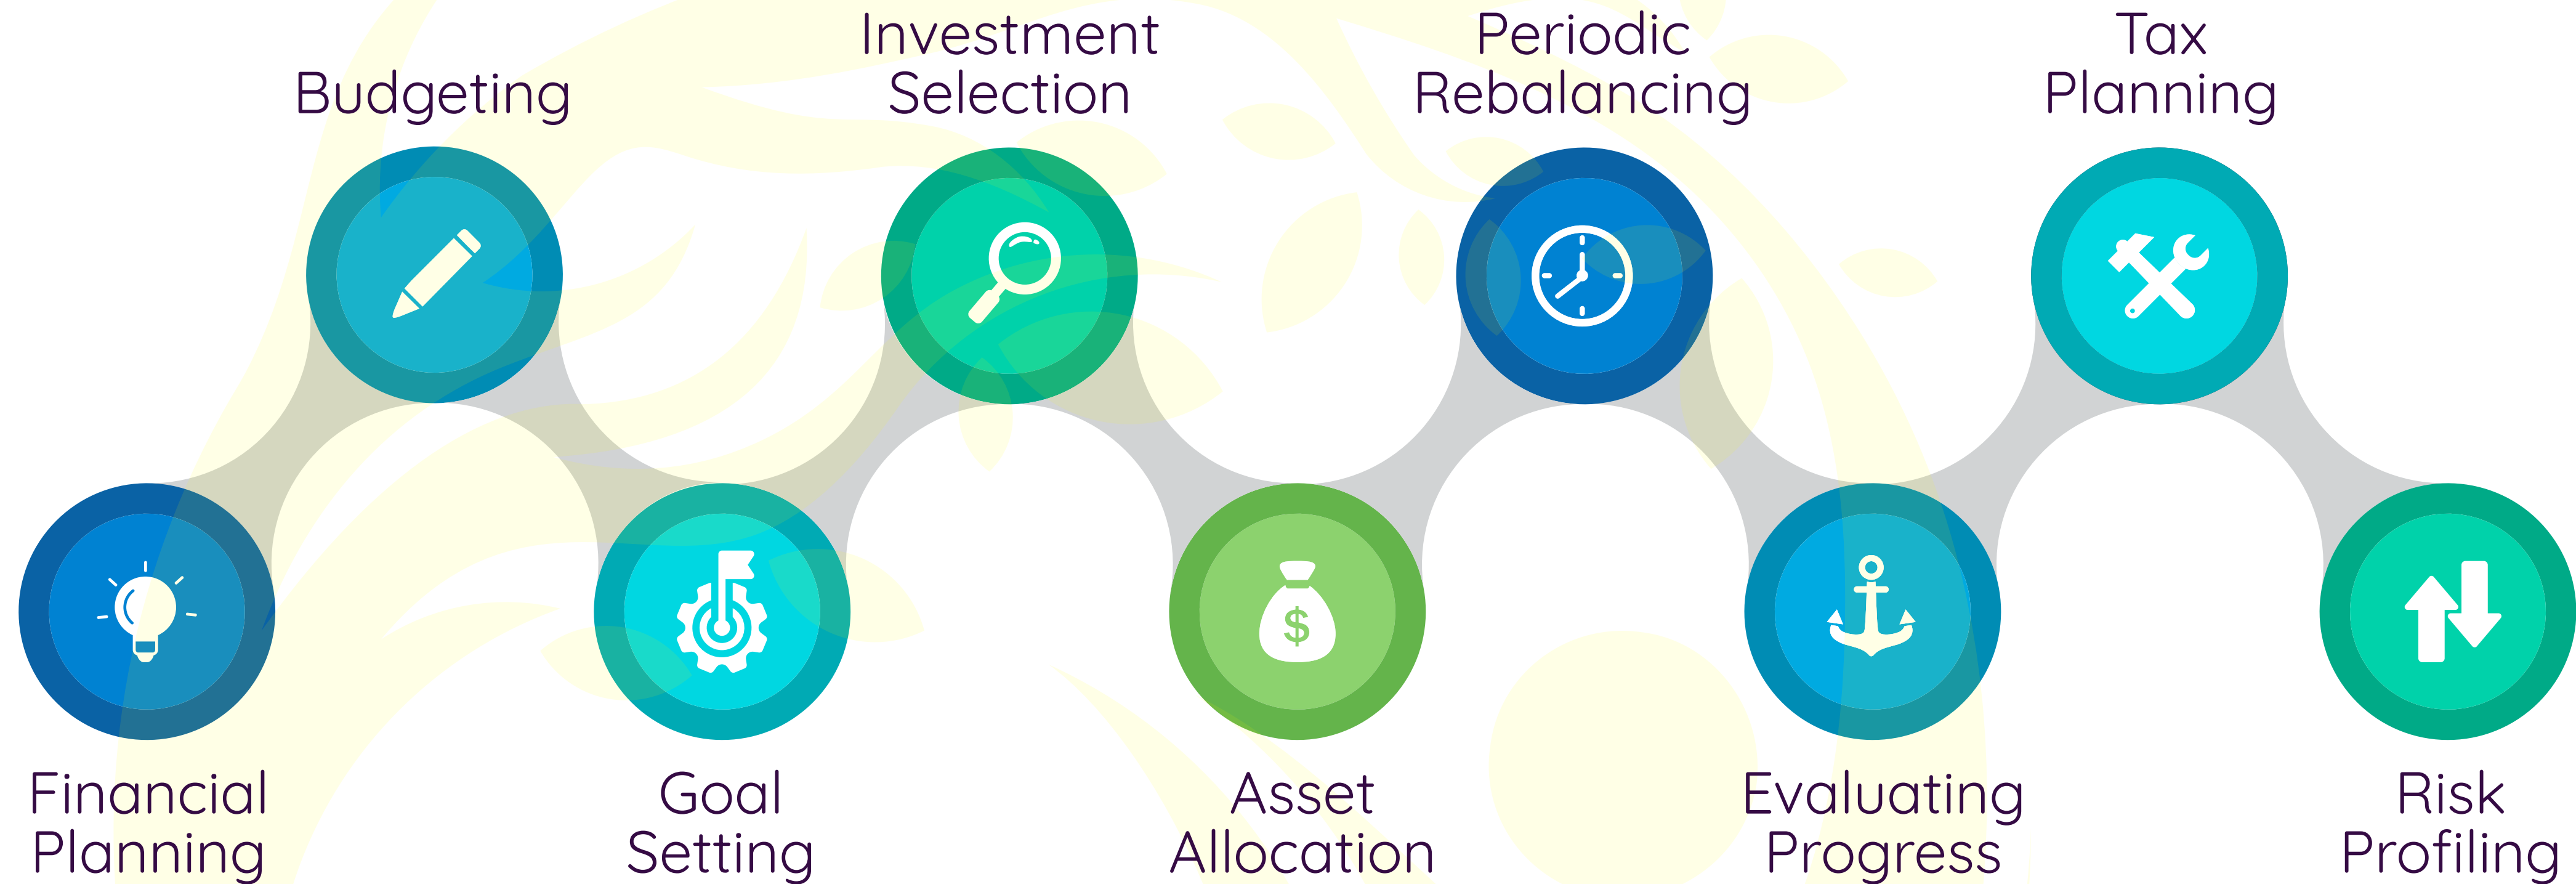 Financial
Planning
Budgeting
Goal
Setting
Investment
Selection
Asset
Allocation
$
Periodic
Rebalancing
Evaluating
Progress
Tax
Planning
Risk
Profiling